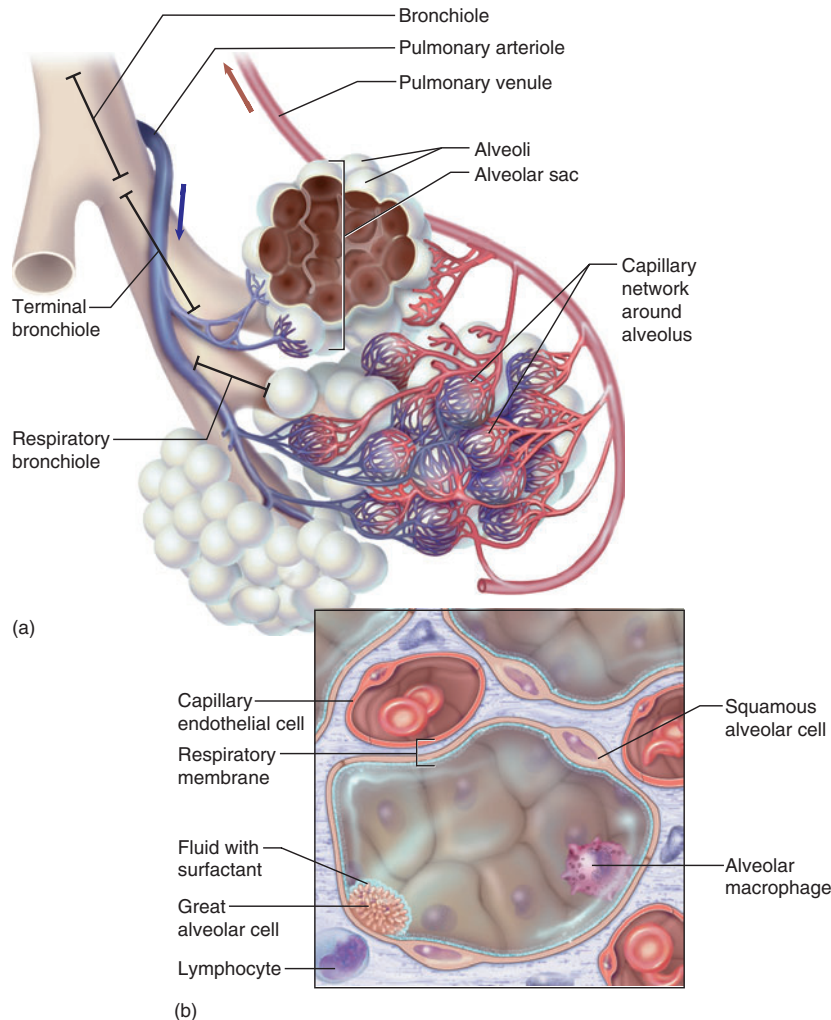 Bronchiole
Pulmonary arteriole
Pulmonary venule
Alveoli
Alveolar sac
Capillary
network
around
alveolus
Terminal
bronchiole
Respiratory
bronchiole
(a)
Capillary
endothelial cell
Respiratory
membrane
Squamous
alveolar cell
Fluid with
surfactant
Great
alveolar cell
Alveolar
macrophage
Lymphocyte
(b)